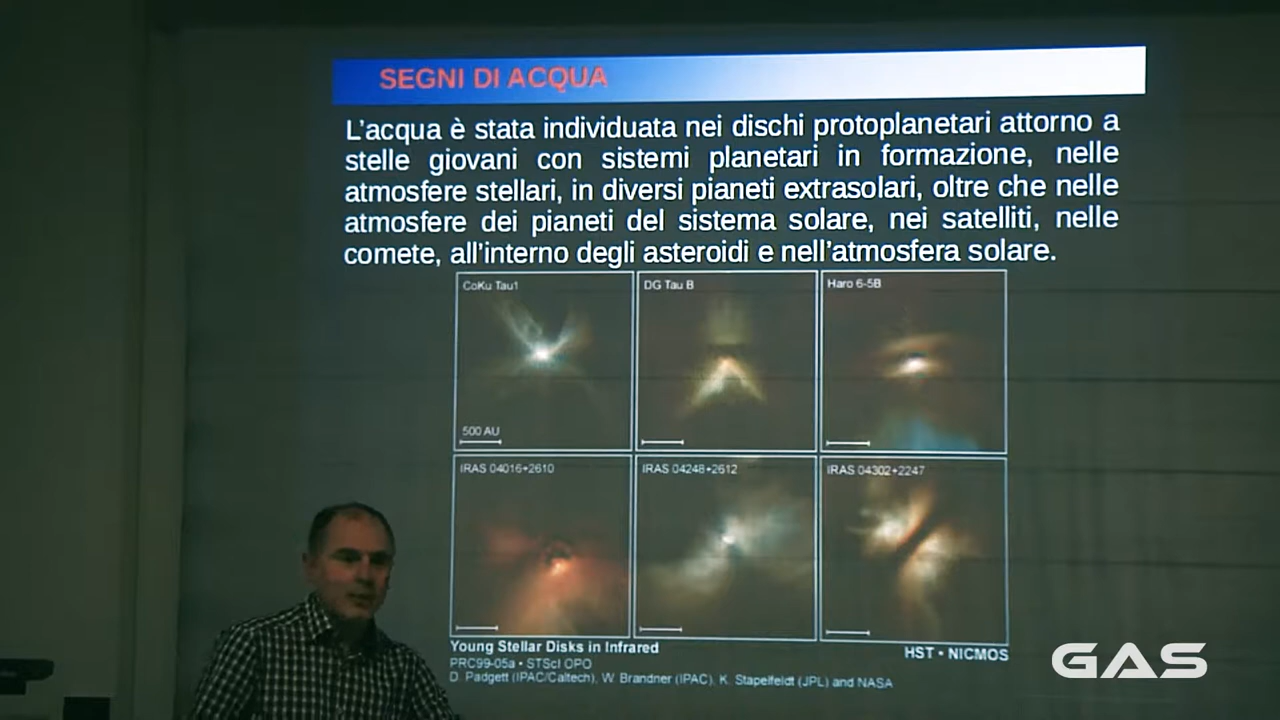 SEGNI DI ACQUA
L'acqua è stata individuata nei dischi protoplanetari attorno a
stelle giovani con sistemi planetari in formazione, nelle
atmosfere stellari, in diversi pianeti extrasolari, oltre che nelle
atmosfere dei pianeti del sistema solare, nei satelliti, nelle
comete, all'interno degli asteroidi e nell'atmosfera solare.
CoKu Tau1
DG Tau B
Haro 6-5B
500 AU
IRAS 04016+2610
IRAS 04248+2612
IRAS 04302+2247
Young Stellar Disks in Infrared
HST • NICMOS
PRC99-05a • STScI OPO
D. Padgett (IPAC/Caltech), W. Brandner (IPAC), K. Stapelfeldt (JPL) and NASA
GAS